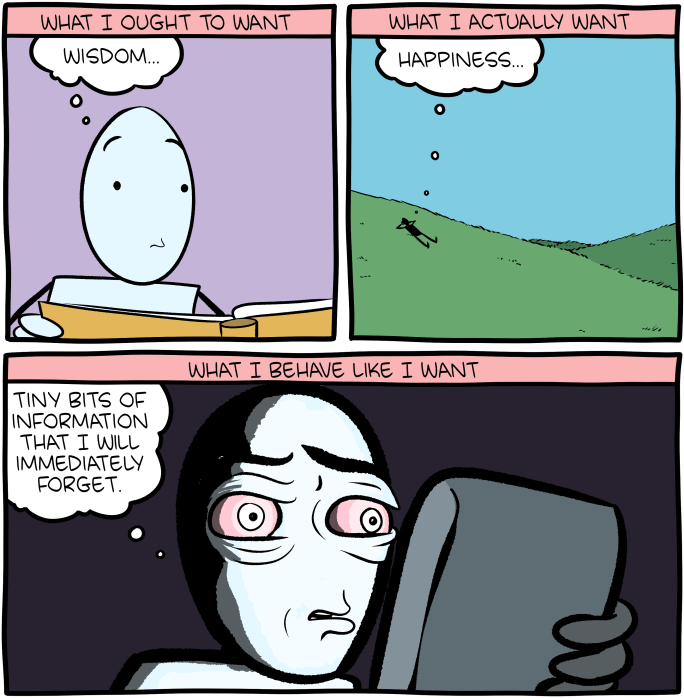 WHAT I OUGHT TO WANT
WISDOM...
WHAT I ACTUALLY WANT
HAPPINESS...
WHAT I BEHAVE LIKE I WANT
TINY BITS OF
INFORMATION
THAT I WILL
IMMEDIATELY
FORGET.